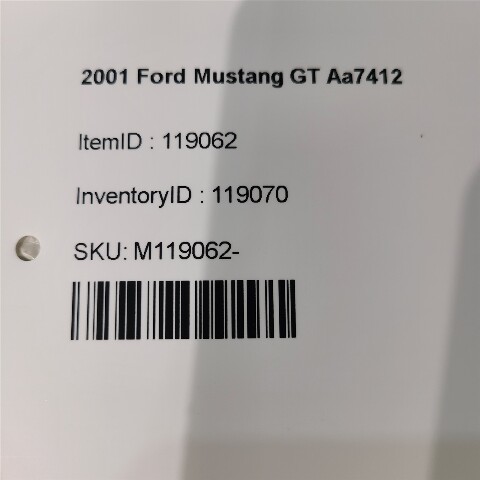 2001 Ford Mustang GT Aa7412
ItemID : 119062
InventoryID : 119070
SKU: M119062-